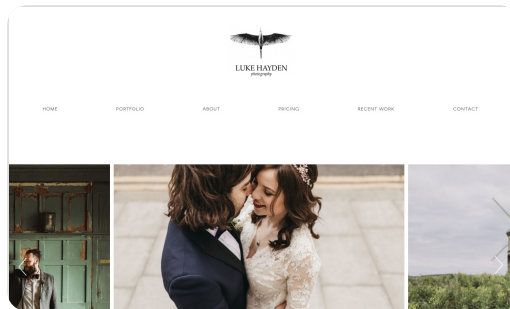 LUKE HAYDEN
photography
HOME PORTFOLIO ABOUT PRICING RECENT WORK CONTACT